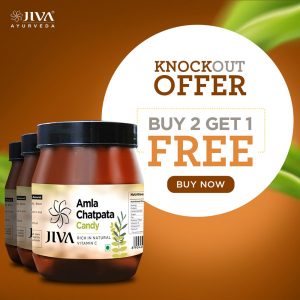 JIVA
AYURVEDA
KNOCKOUT
OFFER
BUY 2 GET 1
FREE
BUY NOW
Amla
Chatpata
Candy
JIVA
RICH IN NATURAL
VITAMIN C